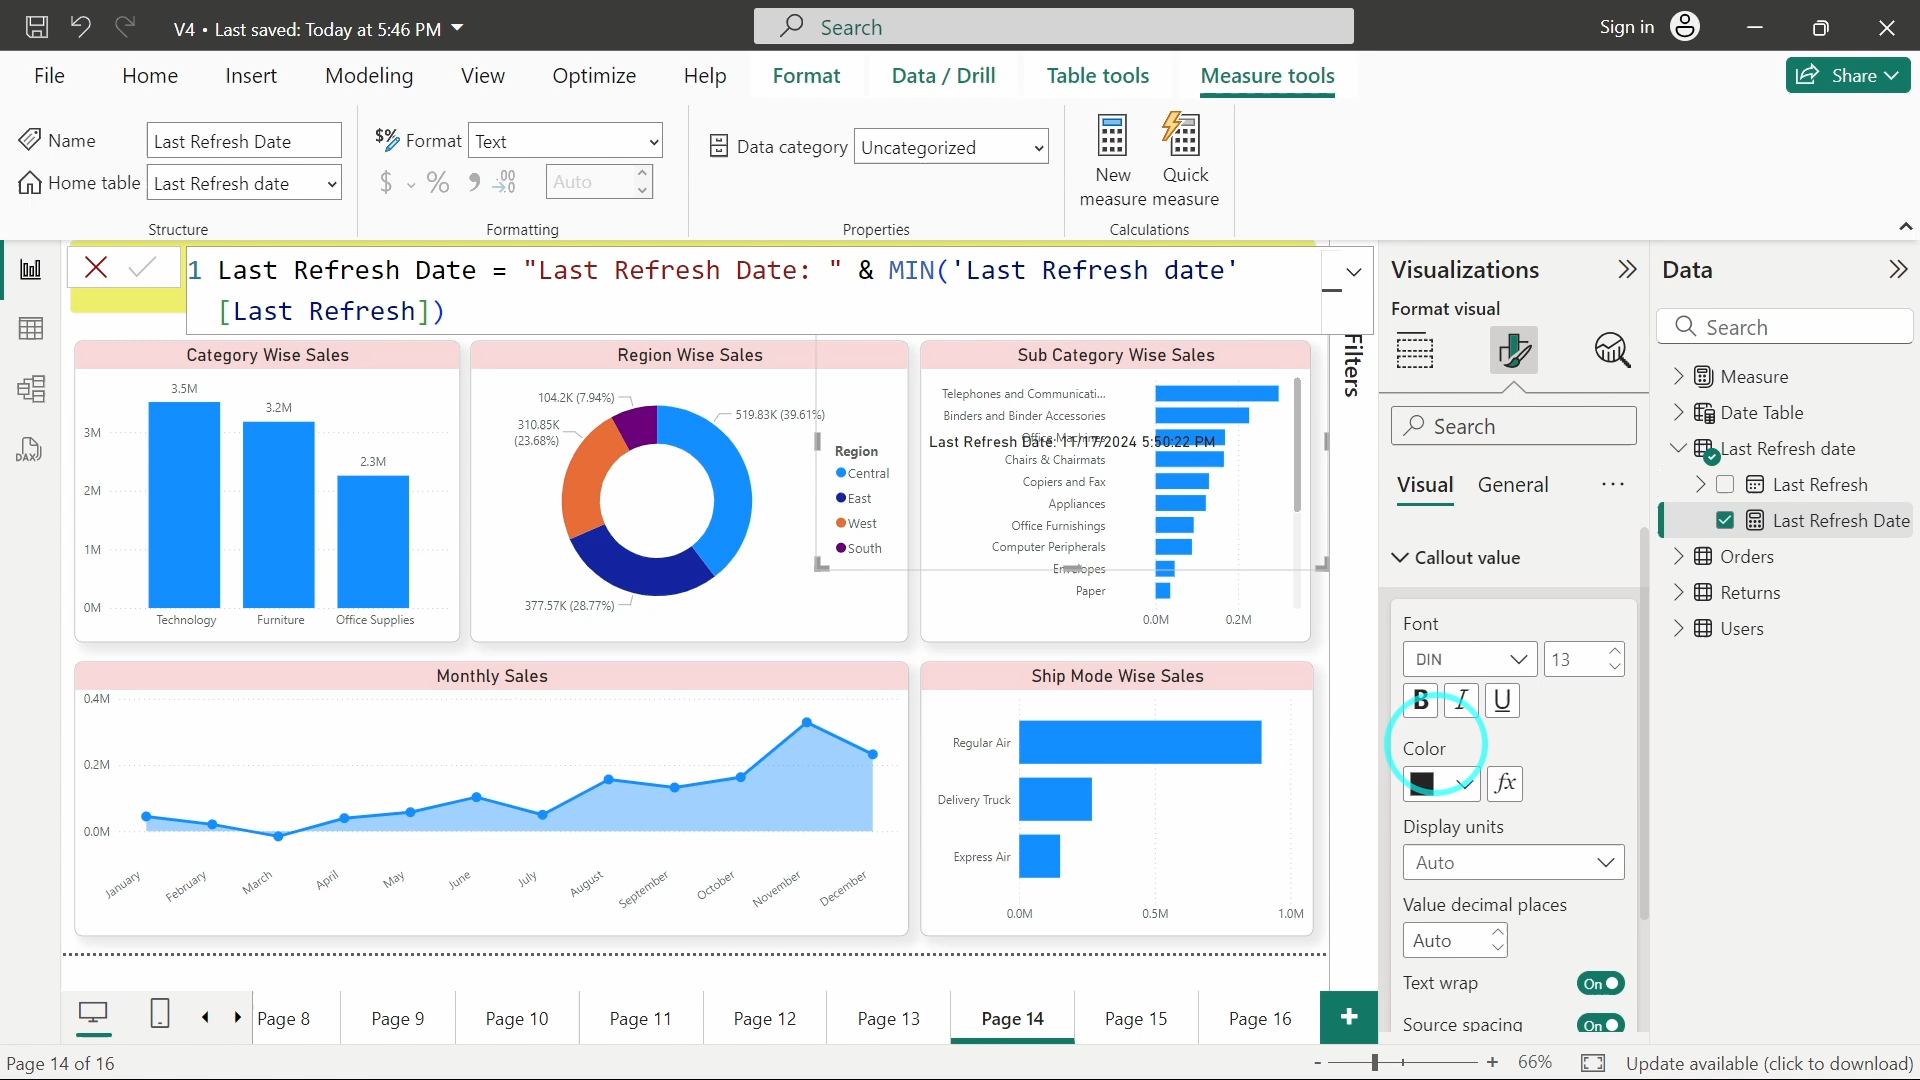 V4 • Last saved: Today at 5:46 PM
Search
Sign in
File Home Insert Modeling View Optimize Help Format Data / Drill Table tools Measure tools
Share
Name Last Refresh Date
Format Text
Data category Uncategorized
Home table Last Refresh date
$ % 9 .00 Auto
New measure
Quick measure
Structure
Formatting
Properties
Calculations
1 Last Refresh Date = "Last Refresh Date: " & MIN('Last Refresh date'
[Last Refresh])
Category Wise Sales
3.5M
3.2M
2.3M
3M
2M
1M
0M
Technology Furniture Office Supplies
Region Wise Sales
104.2K (7.94%)
310.85K
(23.68%)
519.83K (39.61%)
377.57K (28.77%)
Region
Central
East
West
South
Sub Category Wise Sales
Telephones and Communicati...
Binders and Binder Accessories
Office Machines
Last Refresh Date: 11/17/2024 5:50:22 PM
Chairs & Chairmats
Copiers and Fax
Appliances
Office Furnishings
Computer Peripherals
Envelopes
Paper
0.0M 0.2M
Monthly Sales
0.4M
0.2M
0.0M
January February March April May June July August September October November December
Ship Mode Wise Sales
Regular Air
Delivery Truck
Express Air
0.0M 0.5M 1.0M
Filters
Visualizations
Format visual
Search
Visual General ...
Callout value
Font
DIN 13
B I U
Color
fx
Display units
Auto
Value decimal places
Auto
Text wrap On
Source spacing On
Data
Search
Measure
Date Table
Last Refresh date
Last Refresh
Last Refresh Date
Orders
Returns
Users
Page 8 Page 9 Page 10 Page 11 Page 12 Page 13 Page 14 Page 15 Page 16 +
Page 14 of 16
- + 66%
Update available (click to download)
DAX